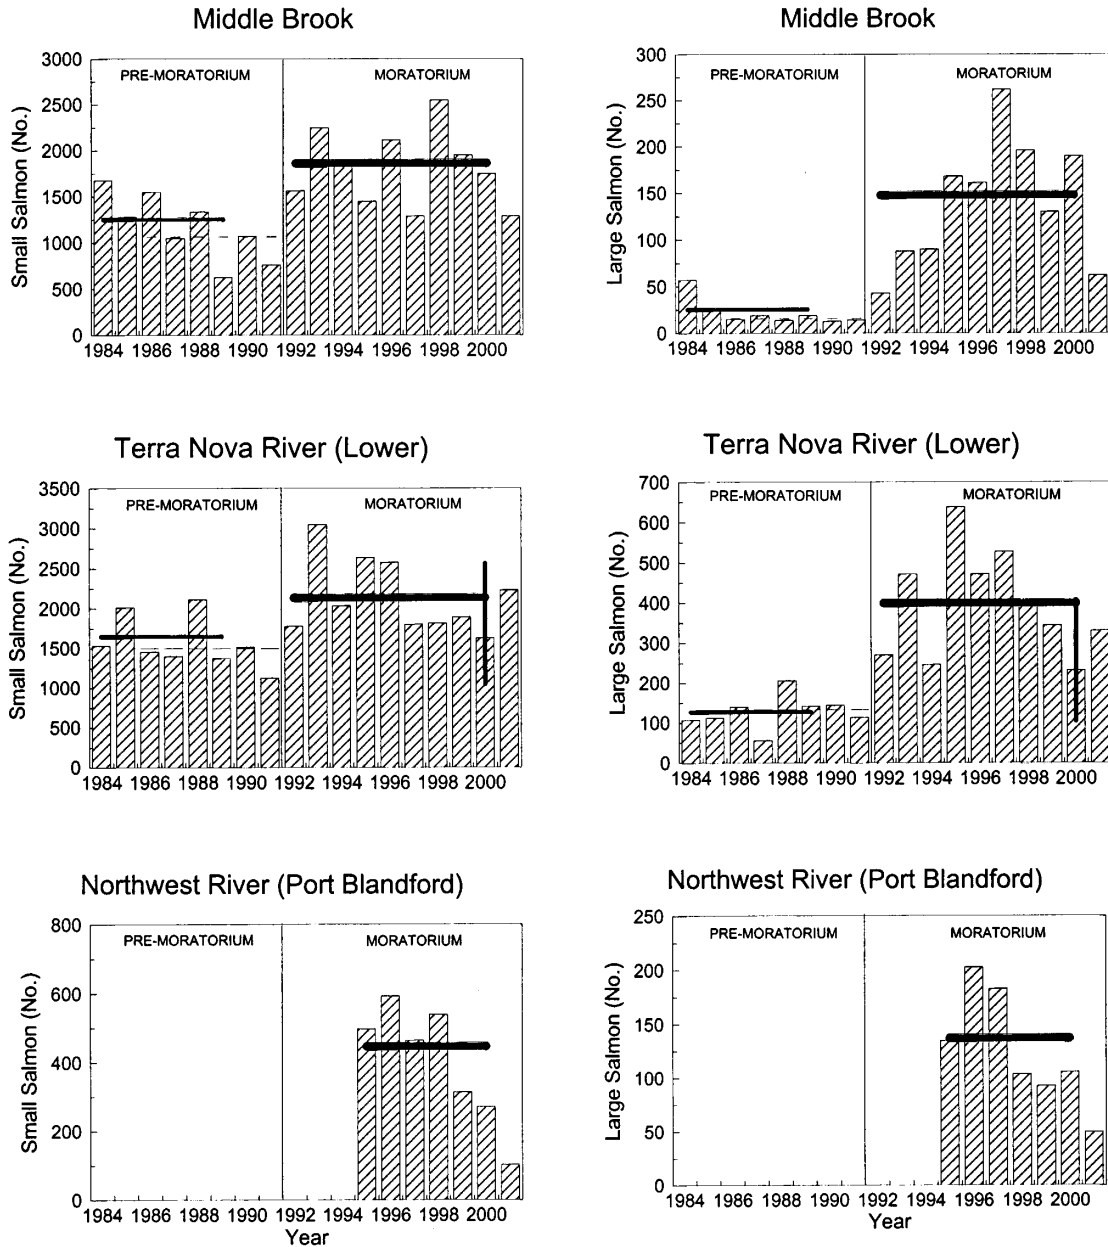 Middle Brook
Small Salmon (No.)
3000
2500
2000
1500
1000
500
0
PRE-MORATORIUM
MORATORIUM
1984 1986 1988 1990 1992 1994 1996 1998 2000
Middle Brook
Large Salmon (No.)
300
250
200
150
100
50
0
PRE-MORATORIUM
MORATORIUM
1984 1986 1988 1990 1992 1994 1996 1998 2000
Terra Nova River (Lower)
Small Salmon (No.)
3500
3000
2500
2000
1500
1000
500
0
PRE-MORATORIUM
MORATORIUM
1984 1986 1988 1990 1992 1994 1996 1998 2000
Terra Nova River (Lower)
Large Salmon (No.)
700
600
500
400
300
200
100
0
PRE-MORATORIUM
MORATORIUM
1984 1986 1988 1990 1992 1994 1996 1998 2000
Northwest River (Port Blandford)
Small Salmon (No.)
800
600
400
200
0
PRE-MORATORIUM
MORATORIUM
1984 1986 1988 1990 1992 1994 1996 1998 2000
Year
Northwest River (Port Blandford)
Large Salmon (No.)
250
200
150
100
50
0
PRE-MORATORIUM
MORATORIUM
1984 1986 1988 1990 1992 1994 1996 1998 2000
Year